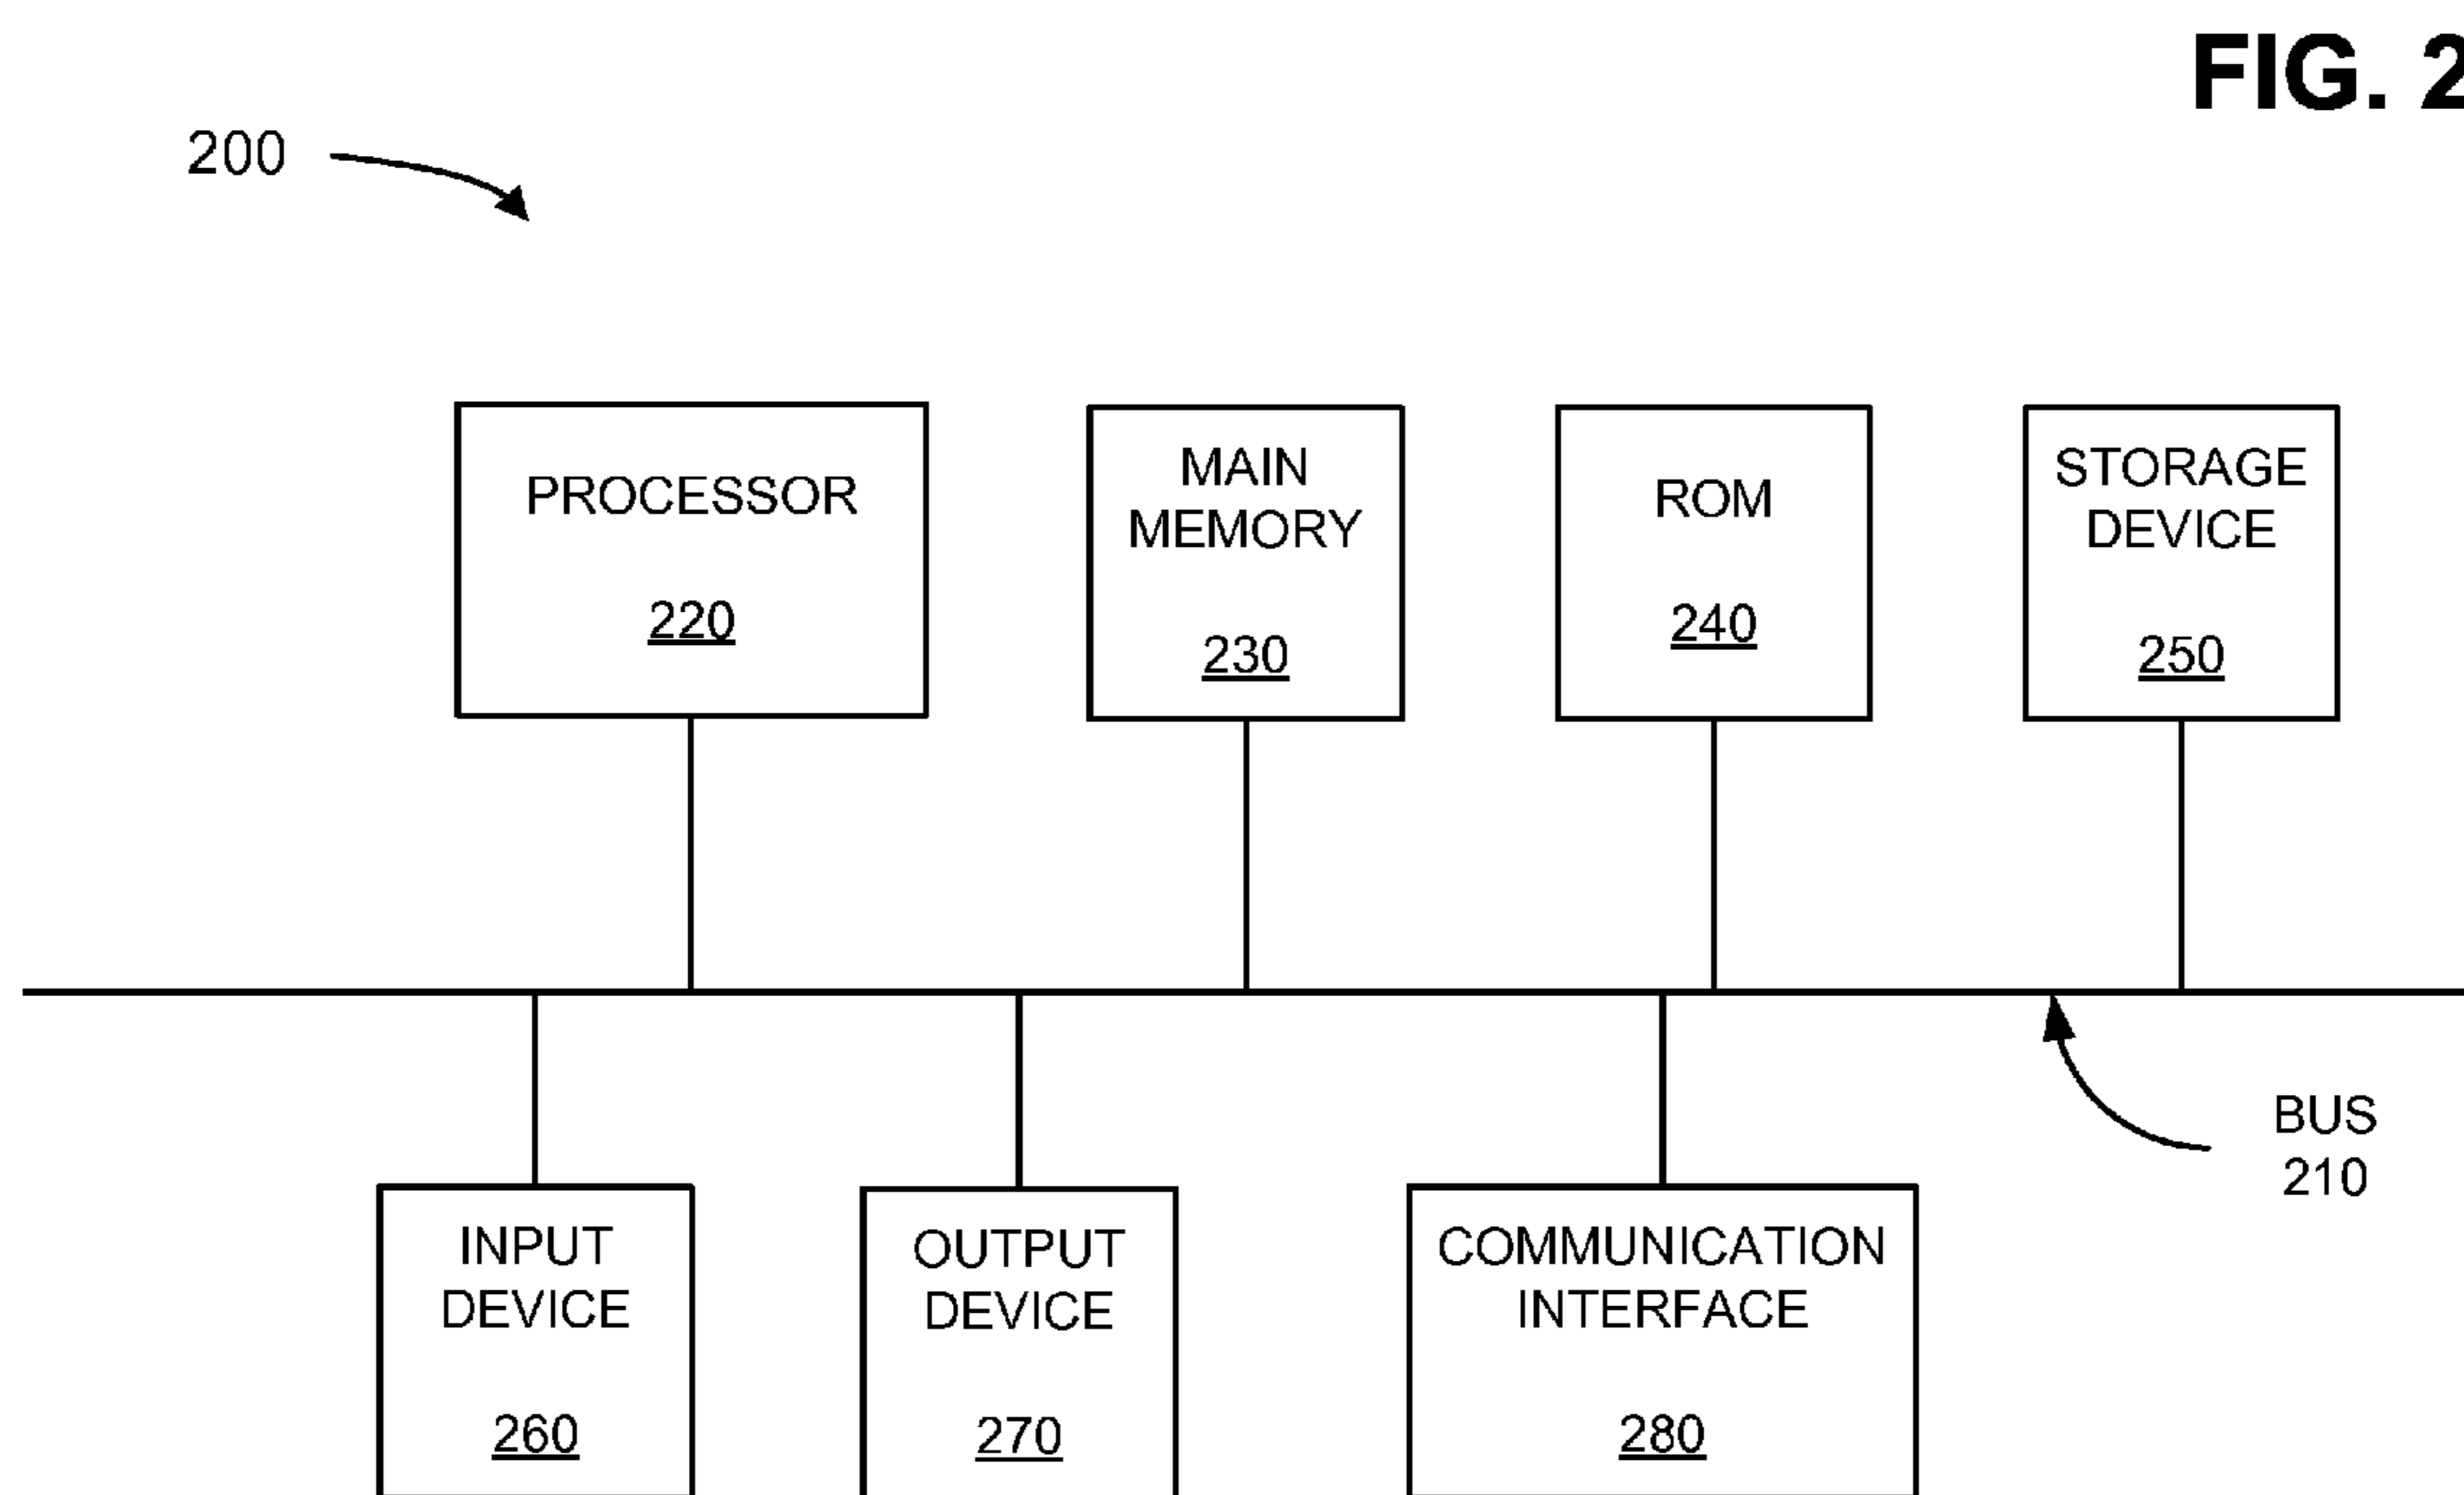 FIG. 2
200
PROCESSOR
220
MAIN
MEMORY
230
ROM
240
STORAGE
DEVICE
250
BUS
210
INPUT
DEVICE
260
OUTPUT
DEVICE
270
COMMUNICATION
INTERFACE
280